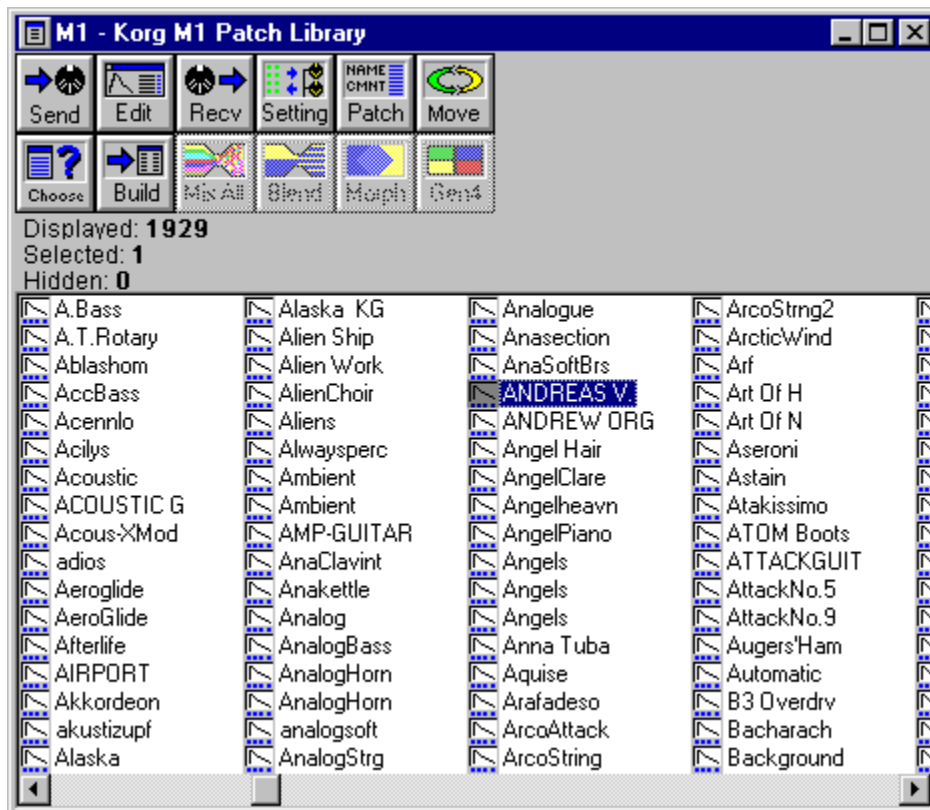 M1 - Korg M1 Patch Library
NAME
CMNT
Send Edit Recv Setting Patch Move
Choose Build Mix All Blend Morph Gen4
Displayed: 1929
Selected: 1
Hidden: 0
A.Bass Alaska KG Analogue ArcoStrng2
A.T.Rotary Alien Ship Anasection ArcticWind
Ablashom Alien Work AnaSoftBrs Arf
AccBass AlienChoir ANDREAS V. Art Of H
Acennlo Aliens ANDREW ORG Art Of N
Acilys Alwaysperc Angel Hair Aseroni
Acoustic Ambient AngelClare Astain
ACOUSTIC G Ambient Angelheavn Atakissimo
Acous-XMod AMP-GUITAR AngelPiano ATOM Boots
adios AnaClavint Angels ATTACKGUIT
Aeroglide Anakettle Angels AttackNo.5
AeroGlide Analog Angels AttackNo.9
Afterlife AnalogBass Anna Tuba Augers'Ham
AIRPORT AnalogHorn Aquise Automatic
Akkordeon AnalogHorn Arafadeso B3 Overdrv
akustizupf analogsoft ArcoAttack Bacharach
Alaska AnalogStrg ArcoString Background